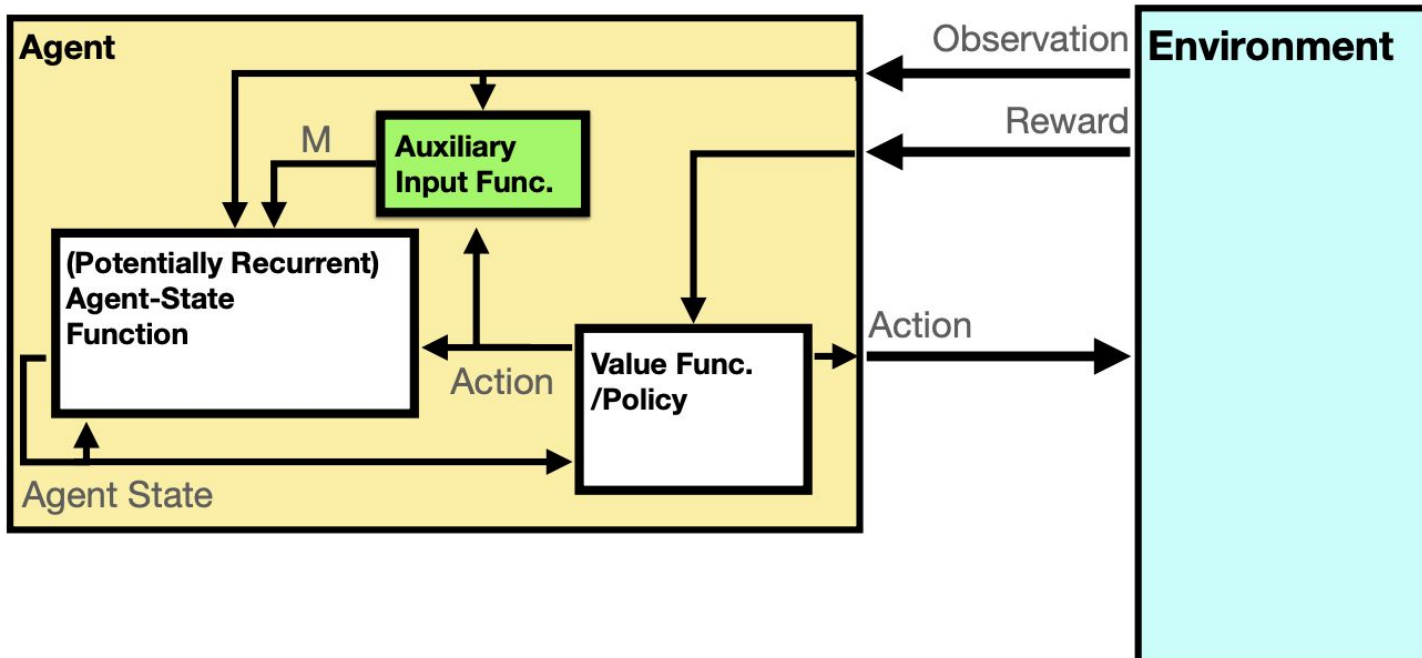 Agent
Observation
Environment
Reward
M
Auxiliary
Input Func.
(Potentially Recurrent)
Agent-State
Function
Action
Value Func.
/Policy
Action
Agent State